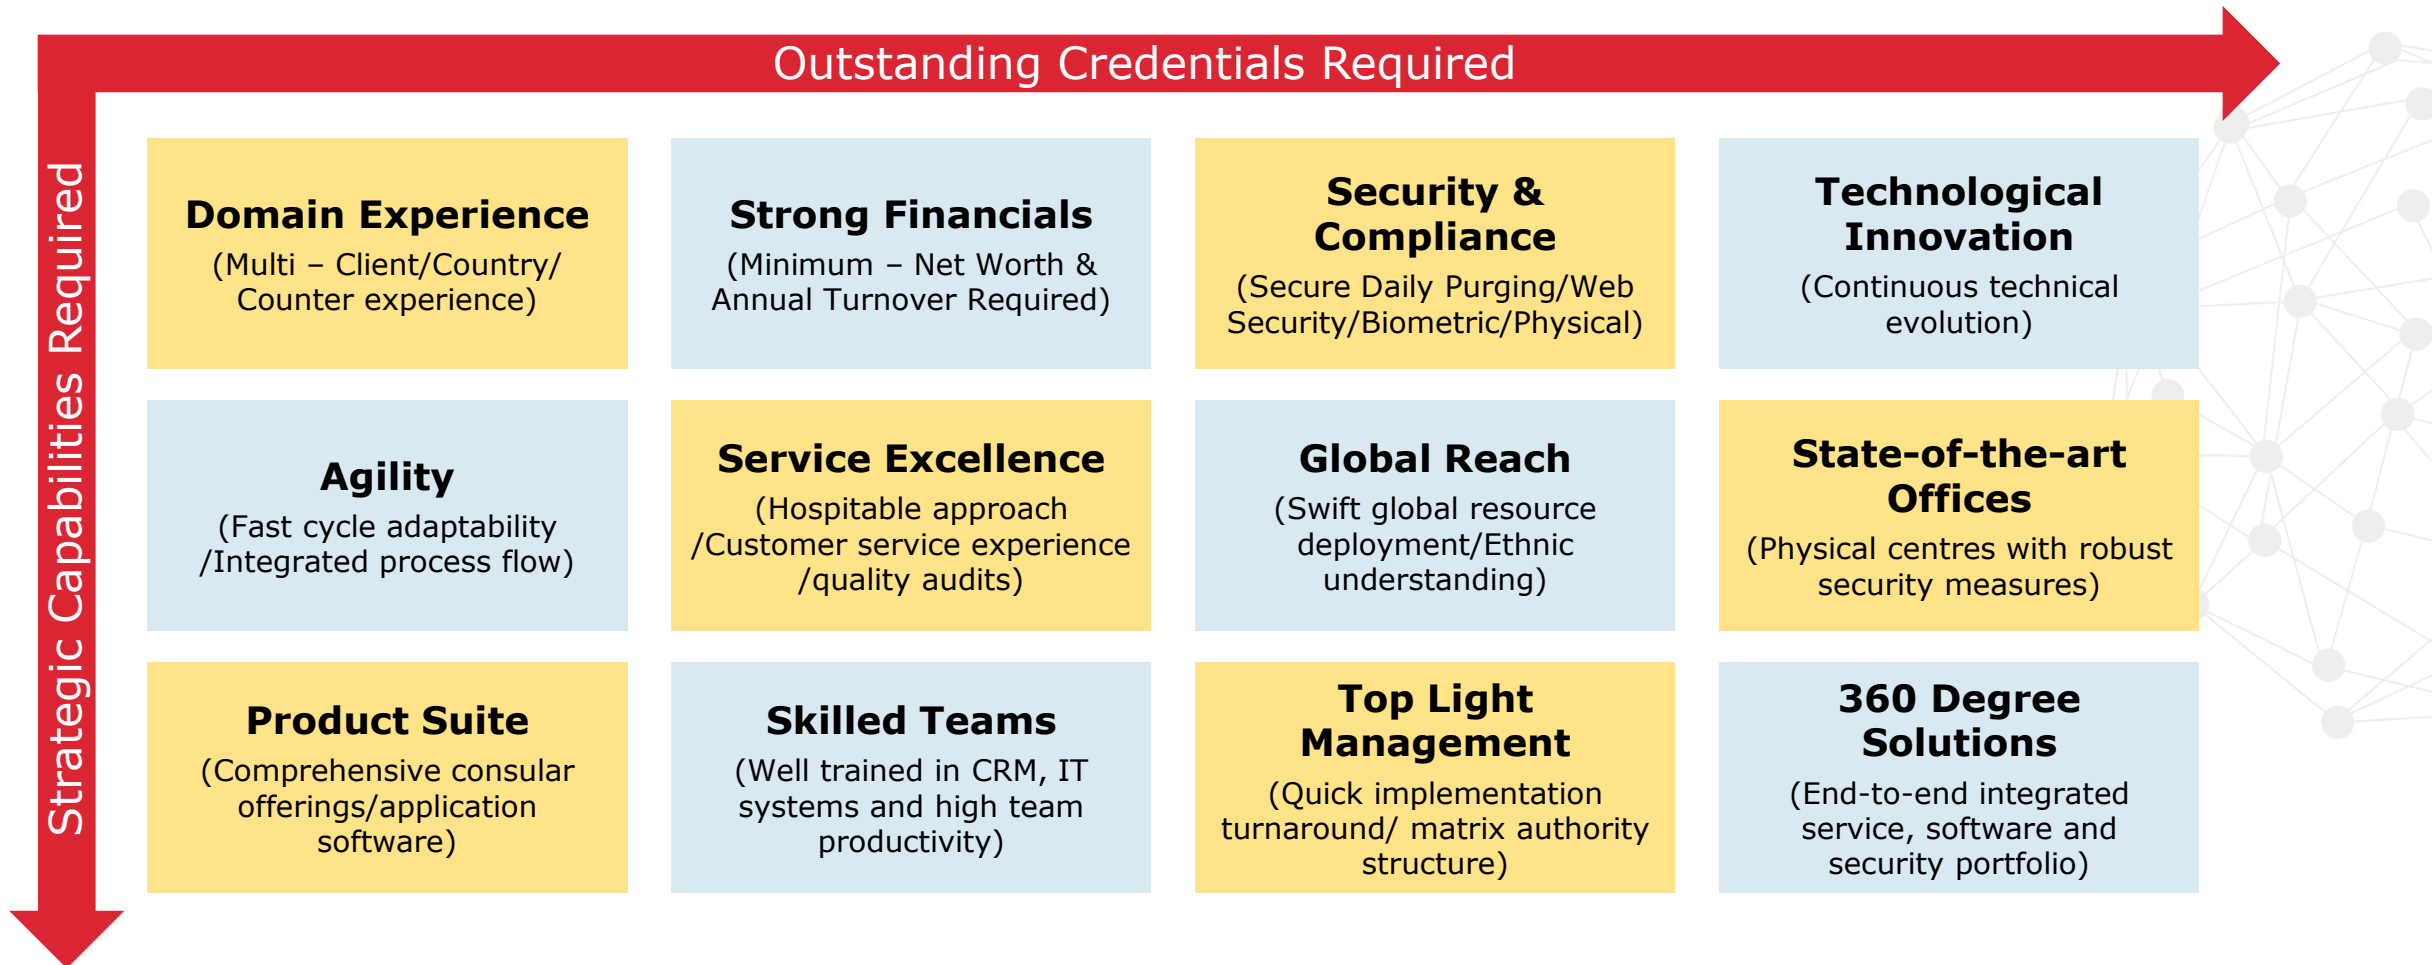 Outstanding Credentials Required
Strategic Capabilities Required
Domain Experience
(Multi – Client/Country/
Counter experience)
Strong Financials
(Minimum – Net Worth &
Annual Turnover Required)
Security &
Compliance
(Secure Daily Purging/Web
Security/Biometric/Physical)
Technological
Innovation
(Continuous technical
evolution)
Agility
(Fast cycle adaptability
/Integrated process flow)
Service Excellence
(Hospitable approach
/Customer service experience
/quality audits)
Global Reach
(Swift global resource
deployment/Ethnic
understanding)
State-of-the-art
Offices
(Physical centres with robust
security measures)
Product Suite
(Comprehensive consular
offerings/application
software)
Skilled Teams
(Well trained in CRM, IT
systems and high team
productivity)
Top Light
Management
(Quick implementation
turnaround/ matrix authority
structure)
360 Degree
Solutions
(End-to-end integrated
service, software and
security portfolio)